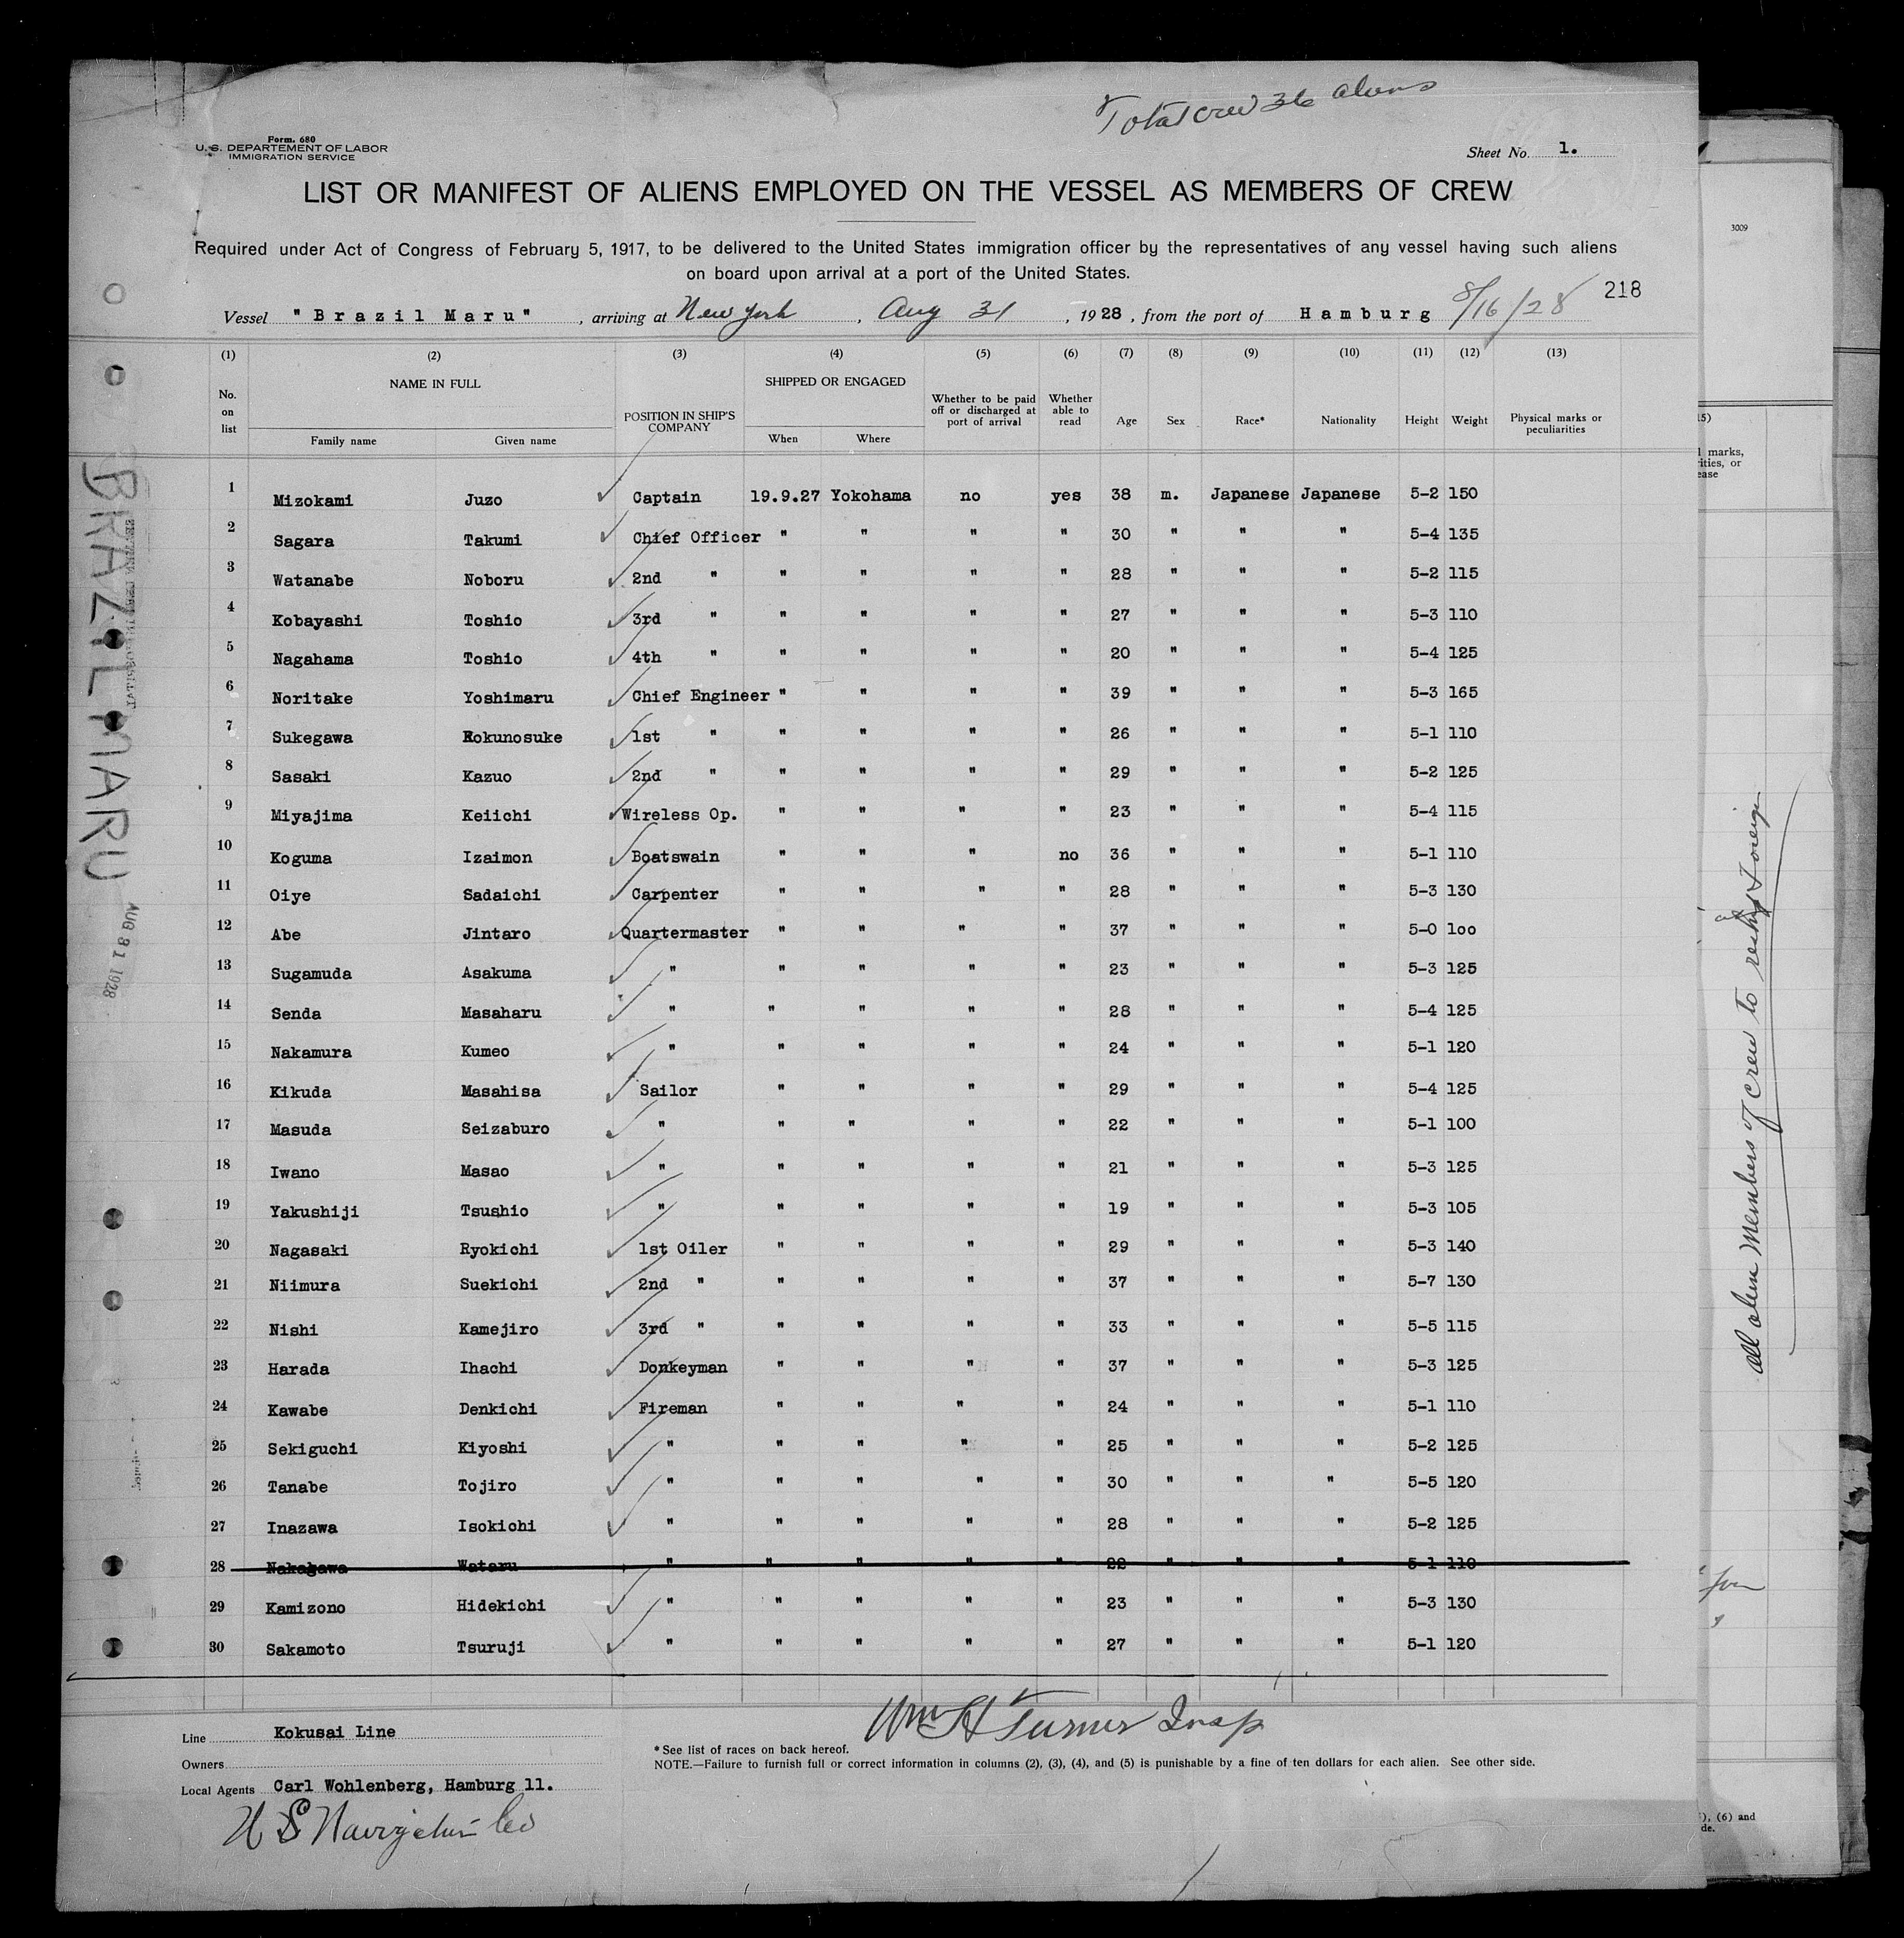 Total crew 36 aliens
Form. 680
U. S. DEPARTEMENT OF LABOR
IMMIGRATION SERVICE
Sheet No. 1.
LIST OR MANIFEST OF ALIENS EMPLOYED ON THE VESSEL AS MEMBERS OF CREW
Required under Act of Congress of February 5, 1917, to be delivered to the United States immigration officer by the representatives of any vessel having such aliens
on board upon arrival at a port of the United States.
218
Vessel "Brazil Maru", arriving at New York, Aug 31, 1928, from the port of Hamburg 8/16/28
(1) (2) (3) (4) (5) (6) (7) (8) (9) (10) (11) (12) (13)
No. on list NAME IN FULL Family name Given name POSITION IN SHIP'S COMPANY SHIPPED OR ENGAGED When Where Whether to be paid off or discharged at port of arrival Whether able to read Age Sex Race* Nationality Height Weight Physical marks or peculiarities
1 Mizokami Juzo Captain 19.9.27 Yokohama no yes 38 m. Japanese Japanese 5-2 150
2 Sagara Takumi Chief Officer " " " " 30 " " " 5-4 135
3 Watanabe Noboru 2nd " " " " " 28 " " " 5-2 115
4 Kobayashi Toshio 3rd " " " " " 27 " " " 5-3 110
5 Nagahama Toshio 4th " " " " " 20 " " " 5-4 125
6 Noritake Yoshimaru Chief Engineer " " " " 39 " " " 5-3 165
7 Sukegawa Rokunosuke 1st " " " " " 26 " " " 5-1 110
8 Sasaki Kazuo 2nd " " " " " 29 " " " 5-2 125
9 Miyajima Keiichi Wireless Op. " " " " 23 " " " 5-4 115
10 Koguma Izaimon Boatswain " " " no 36 " " " 5-1 110
11 Oiye Sadaichi Carpenter " " " " 28 " " " 5-3 130
12 Abe Jintaro Quartermaster " " " " 37 " " " 5-0 1oo
13 Sugamuda Asakuma " " " " " 23 " " " 5-3 125
14 Senda Masaharu " " " " " 28 " " " 5-4 125
15 Nakamura Kumeo " " " " " 24 " " " 5-1 120
16 Kikuda Masahisa Sailor " " " " 29 " " " 5-4 125
17 Masuda Seizaburo " " " " " 22 " " " 5-1 100
18 Iwano Masao " " " " " 21 " " " 5-3 125
19 Yakushiji Tsushio " " " " " 19 " " " 5-3 105
20 Nagasaki Ryokichi 1st Oiler " " " " 29 " " " 5-3 140
21 Niimura Suekichi 2nd " " " " " 37 " " " 5-7 130
22 Nishi Kamejiro 3rd " " " " " 33 " " " 5-5 115
23 Harada Ihachi Donkeyman " " " " 37 " " " 5-3 125
24 Kawabe Denkichi Fireman " " " " 24 " " " 5-1 110
25 Sekiguchi Kiyoshi " " " " " 25 " " " 5-2 125
26 Tanabe Tojiro " " " " " 30 " " " 5-5 120
27 Inazawa Isokichi " " " " " 28 " " " 5-2 125
28 Nakagawa Wataru " " " " " 22 " " " 5-1 110
29 Kamizono Hidekichi " " " " " 23 " " " 5-3 130
30 Sakamoto Tsuruji " " " " " 27 " " " 5-1 120
Wm H Turner Insp
Line Kokusai Line
Owners
Local Agents Carl Wohlenberg, Hamburg 11.
U S Navigation Co
* See list of races on back hereof.
NOTE.—Failure to furnish full or correct information in columns (2), (3), (4), and (5) is punishable by a fine of ten dollars for each alien. See other side.
BRAZIL MARU
AUG 31 1928
3009
5)
marks,
ities, or
ease
all alien members of crew to reship foreign
), (6) and
de.